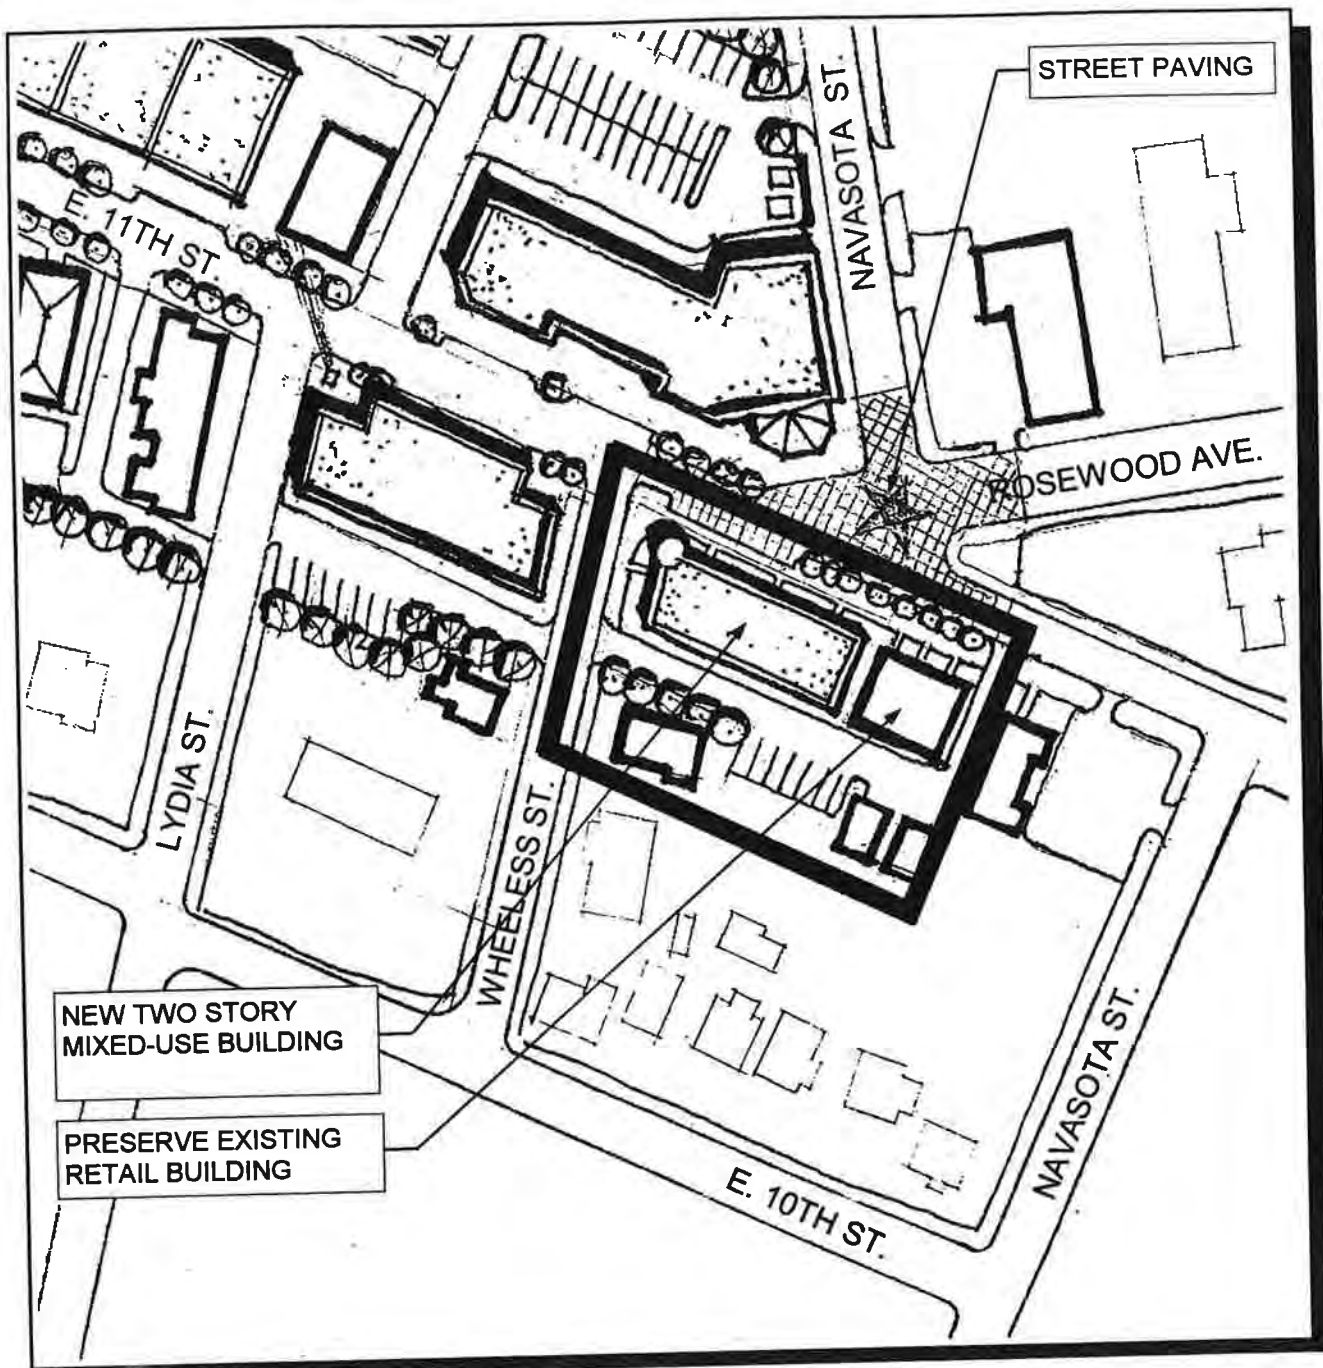 STREET PAVING
NAVASOTA ST.
E. 11TH ST
ROSEWOOD AVE.
LYDIA ST.
WHEELESS ST.
NEW TWO STORY
MIXED-USE BUILDING
PRESERVE EXISTING
RETAIL BUILDING
E. 10TH ST.
NAVASOTA ST.